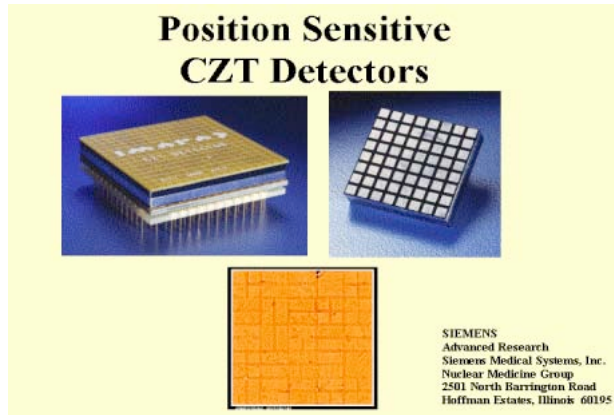 Position Sensitive
CZT Detectors
IMARAD
SIEMENS
Advanced Research
Siemens Medical Systems, Inc.
Nuclear Medicine Group
2501 North Barrington Road
Hoffman Estates, Illinois 60195